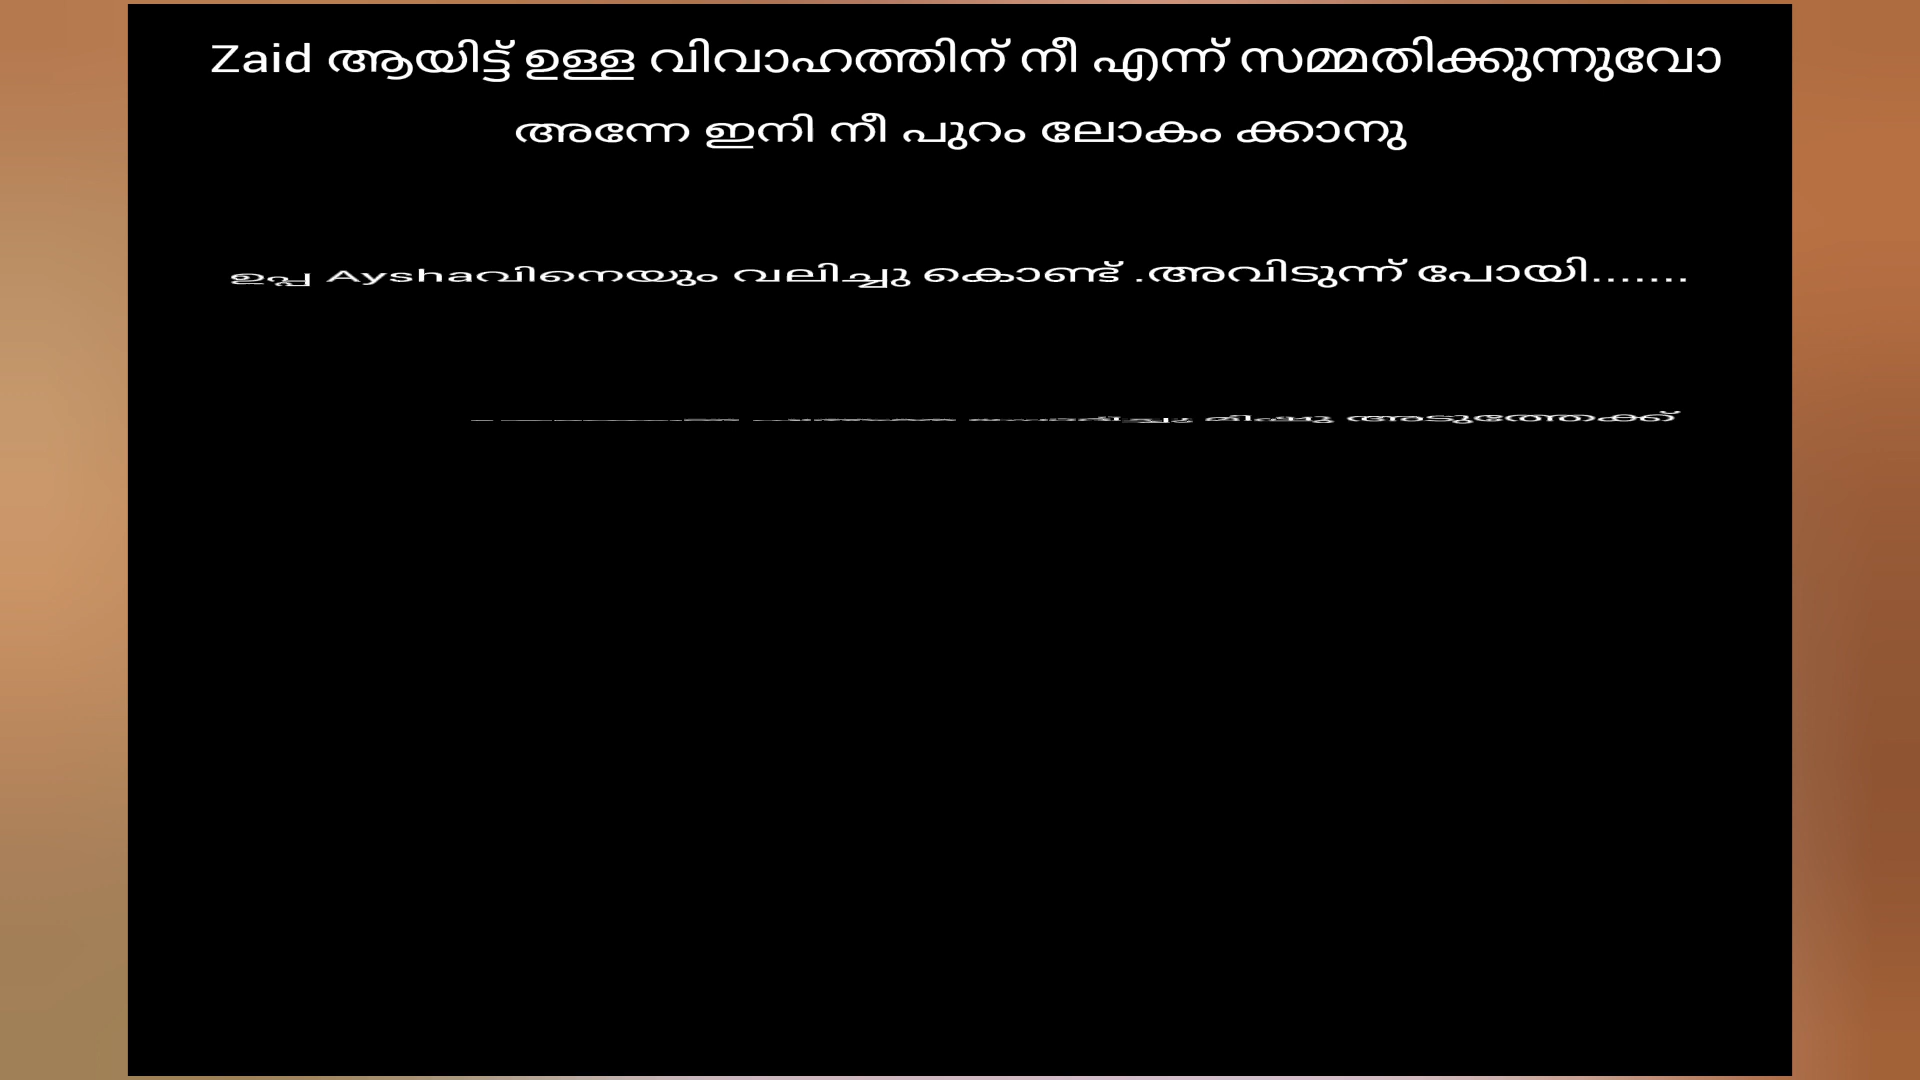 Zaid ആയിട്ട് ഉള്ള വിവാഹത്തിന് നീ എന്ന് സമ്മതിക്കുന്നുവോ
അന്നേ ഇനി നീ പുറം ലോകം ക്കാനു
ഉപ്പ Ayshaവിനെയും വലിച്ചു കൊണ്ട് .അവിടുന്ന് പോയി.......
മിഷു അടുത്തേക്ക്